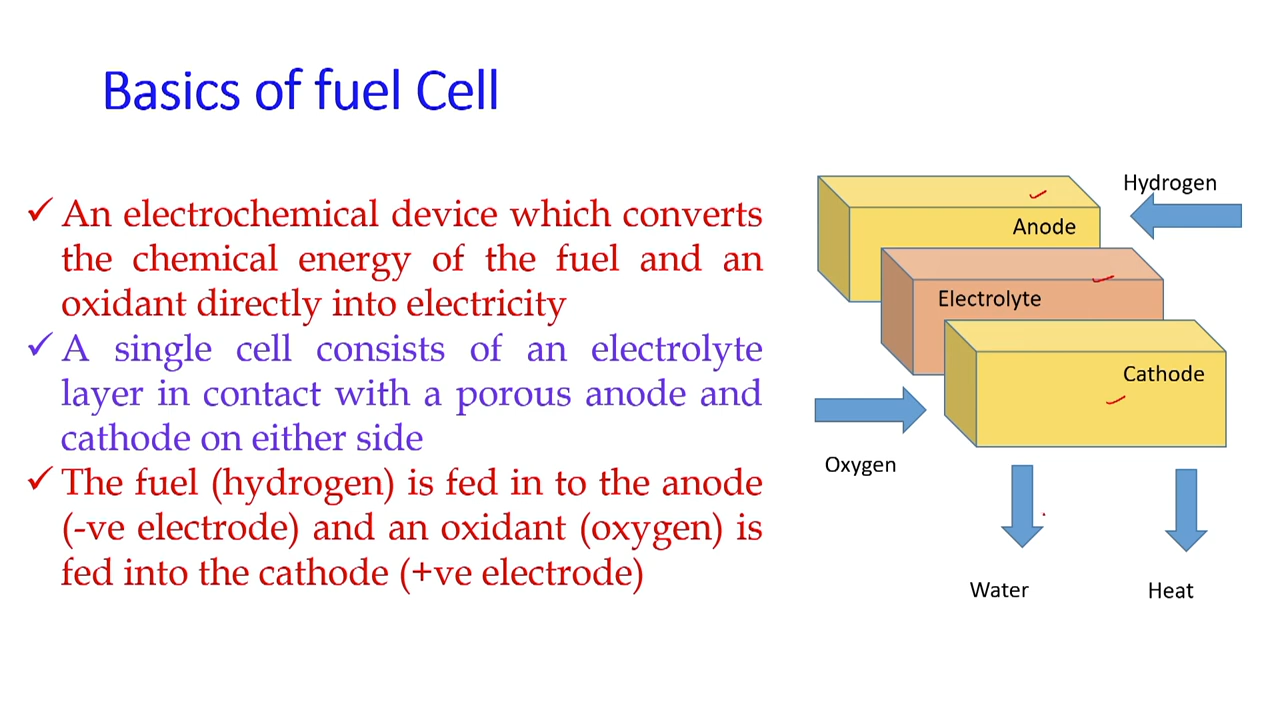 Basics of fuel Cell
✓ An electrochemical device which converts
the chemical energy of the fuel and an
oxidant directly into electricity
✓ A single cell consists of an electrolyte
layer in contact with a porous anode and
cathode on either side
✓ The fuel (hydrogen) is fed in to the anode
(-ve electrode) and an oxidant (oxygen) is
fed into the cathode (+ve electrode)
Hydrogen
Anode
Electrolyte
Cathode
Oxygen
Water
Heat